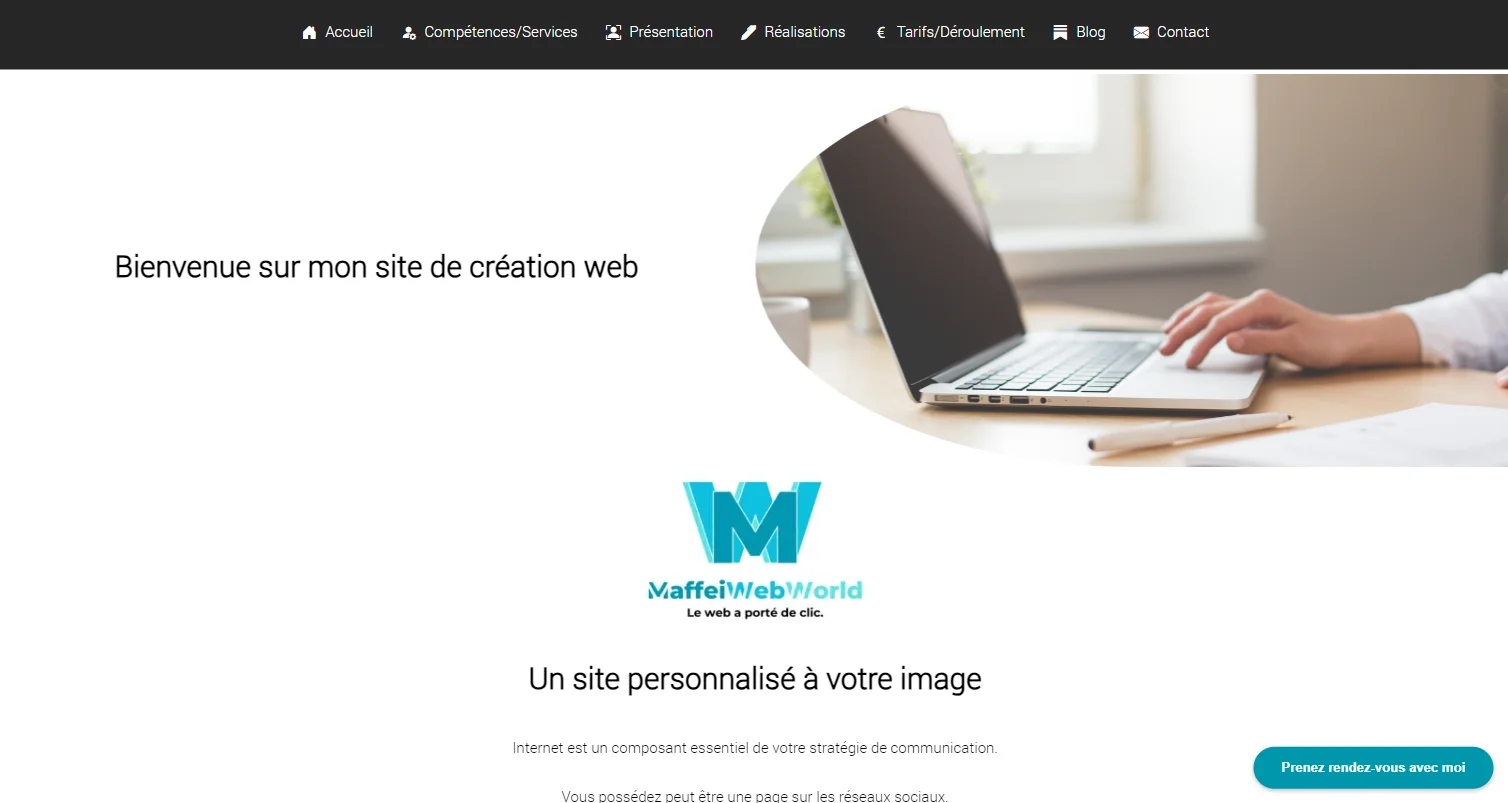 Accueil Compétences/Services Présentation Réalisations € Tarifs/Déroulement Blog Contact
Bienvenue sur mon site de création web
MaffeiWebWorld
Le web a porté de clic.
Un site personnalisé à votre image
Internet est un composant essentiel de votre stratégie de communication.
Prenez rendez-vous avec moi
Vous possédez peut être une page sur les réseaux sociaux.